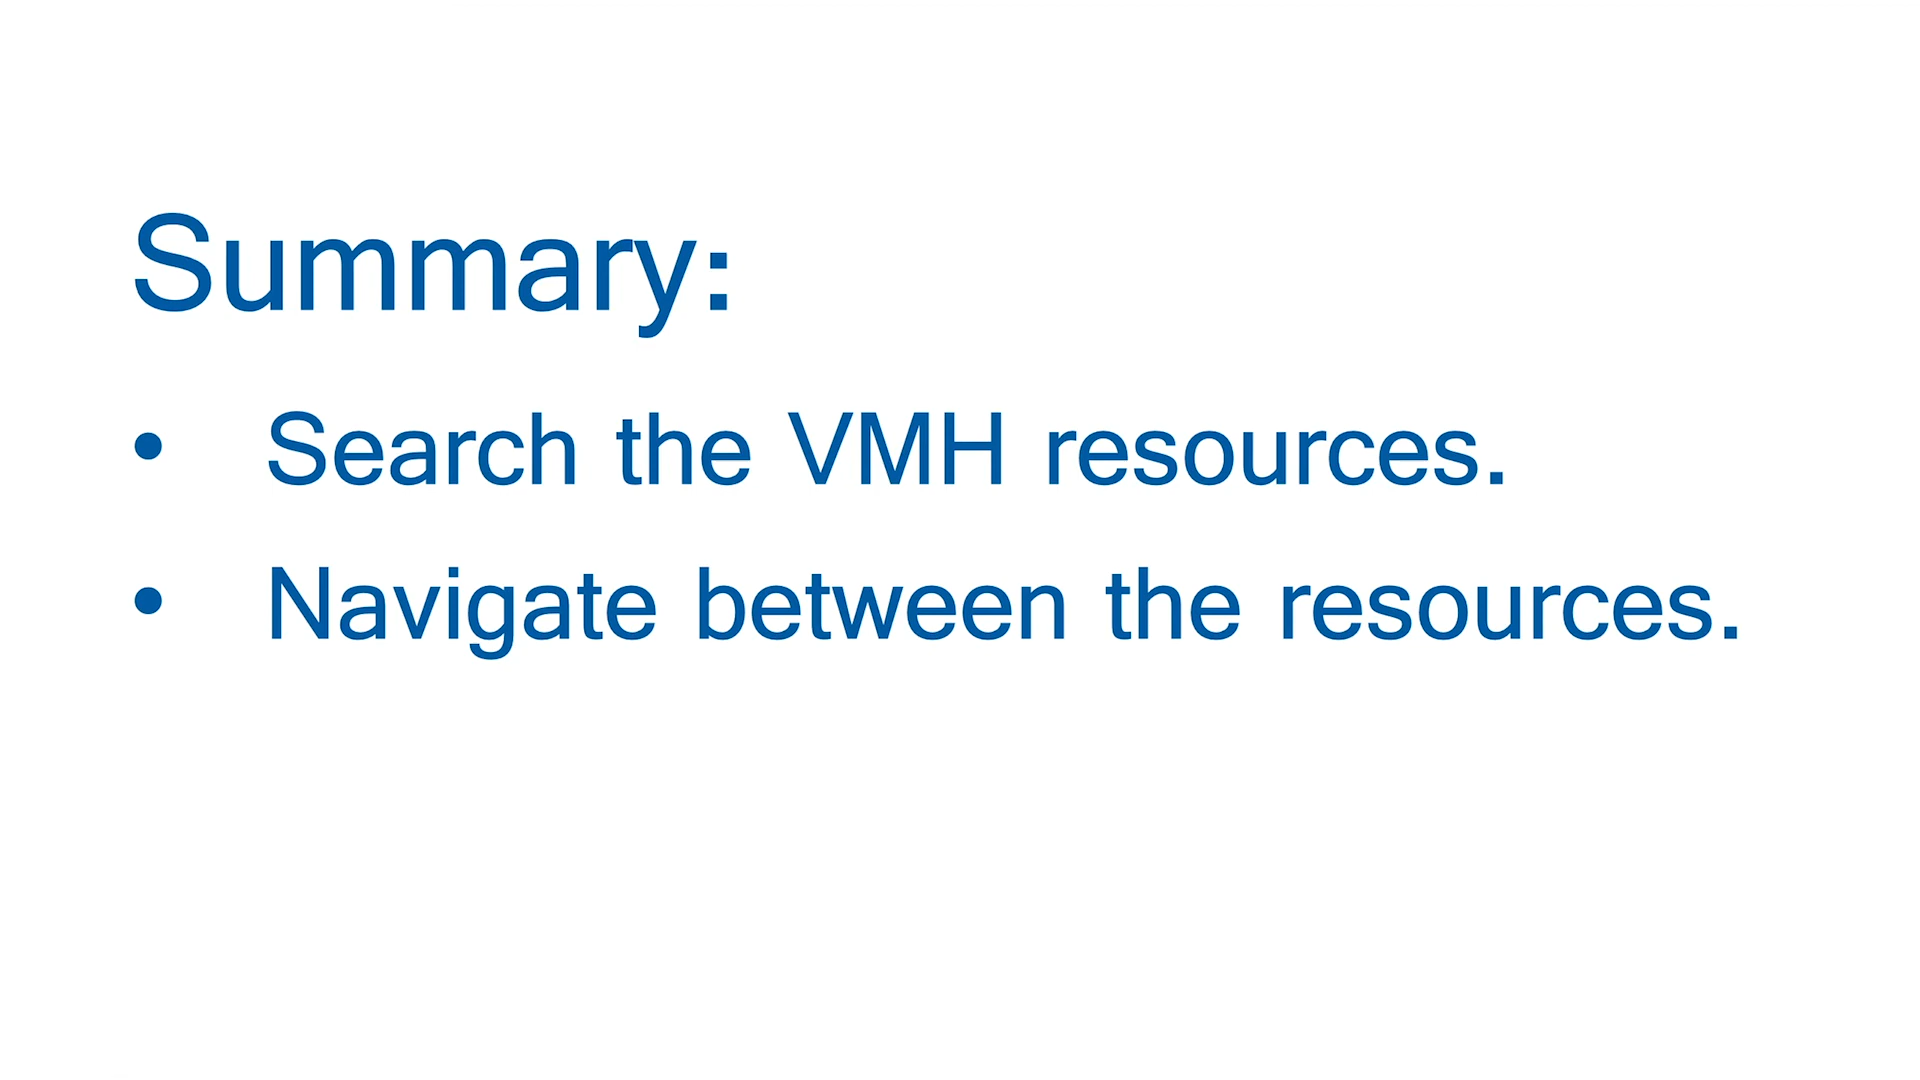 Summary:
• Search the VMH resources.
• Navigate between the resources.